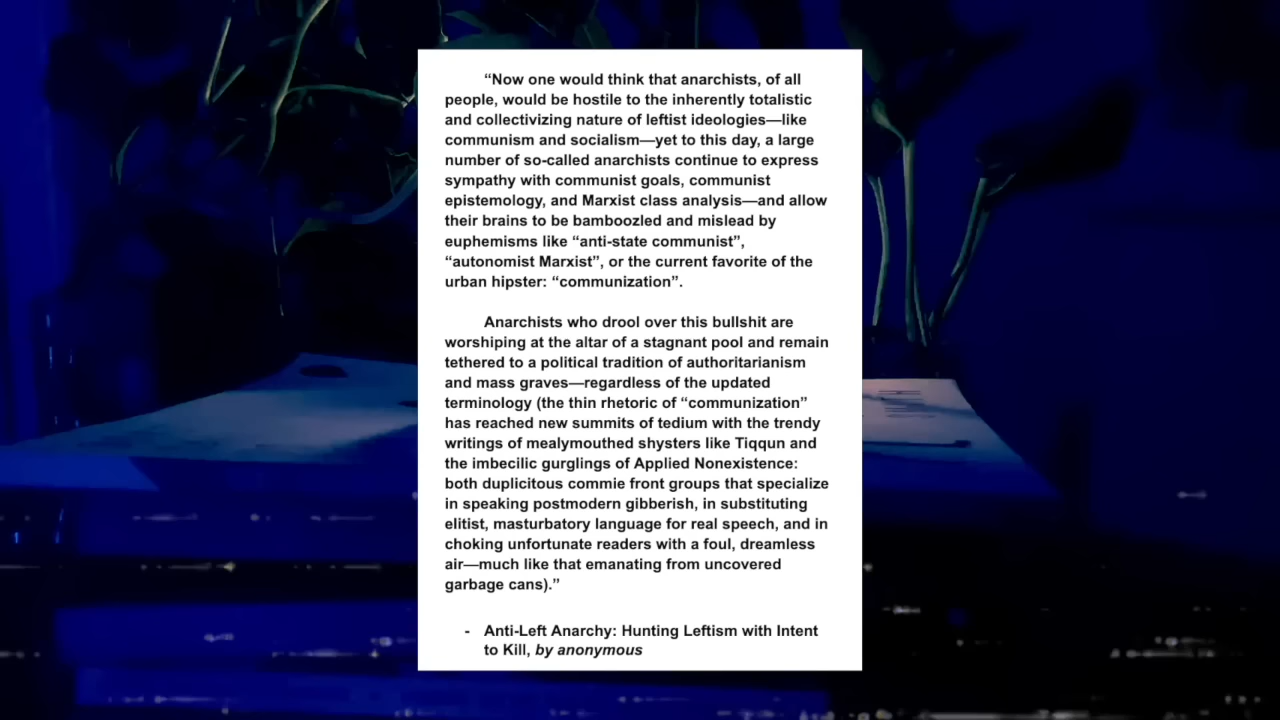 “Now one would think that anarchists, of all
people, would be hostile to the inherently totalistic
and collectivizing nature of leftist ideologies—like
communism and socialism—yet to this day, a large
number of so-called anarchists continue to express
sympathy with communist goals, communist
epistemology, and Marxist class analysis—and allow
their brains to be bamboozled and mislead by
euphemisms like “anti-state communist”,
“autonomist Marxist”, or the current favorite of the
urban hipster: “communization”.
Anarchists who drool over this bullshit are
worshiping at the altar of a stagnant pool and remain
tethered to a political tradition of authoritarianism
and mass graves—regardless of the updated
terminology (the thin rhetoric of “communization”
has reached new summits of tedium with the trendy
writings of mealymouthed shysters like Tiqqun and
the imbecilic gurglings of Applied Nonexistence:
both duplicitous commie front groups that specialize
in speaking postmodern gibberish, in substituting
elitist, masturbatory language for real speech, and in
choking unfortunate readers with a foul, dreamless
air—much like that emanating from uncovered
garbage cans).”
- Anti-Left Anarchy: Hunting Leftism with Intent
to Kill, by anonymous